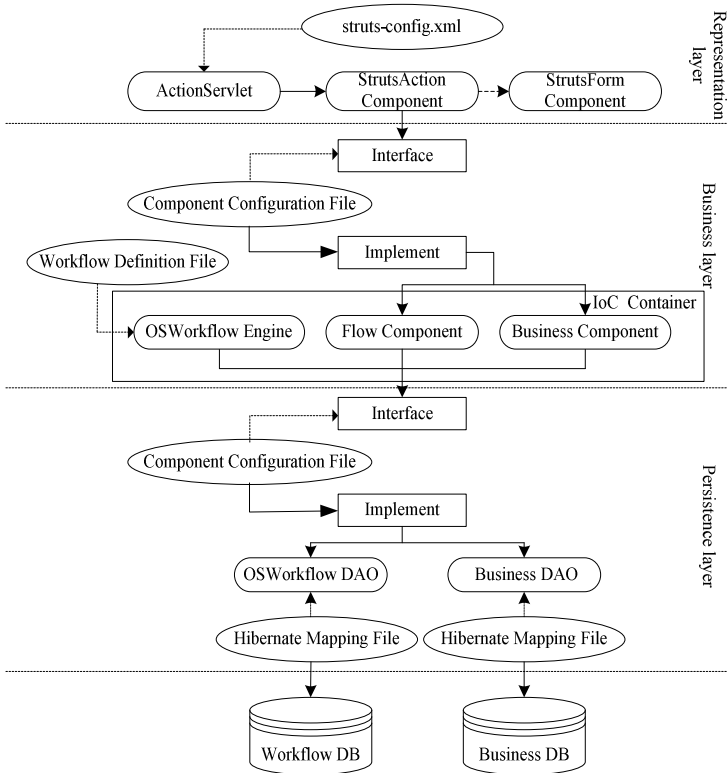 struts-config.xml
Representation
layer
ActionServlet
StrutsAction
Component
StrutsForm
Component
Interface
Component Configuration File
Business layer
Implement
Workflow Definition File
IoC Container
OSWorkflow Engine
Flow Component
Business Component
Interface
Component Configuration File
Persistence layer
Implement
OSWorkflow DAO
Business DAO
Hibernate Mapping File
Hibernate Mapping File
Workflow DB
Business DB